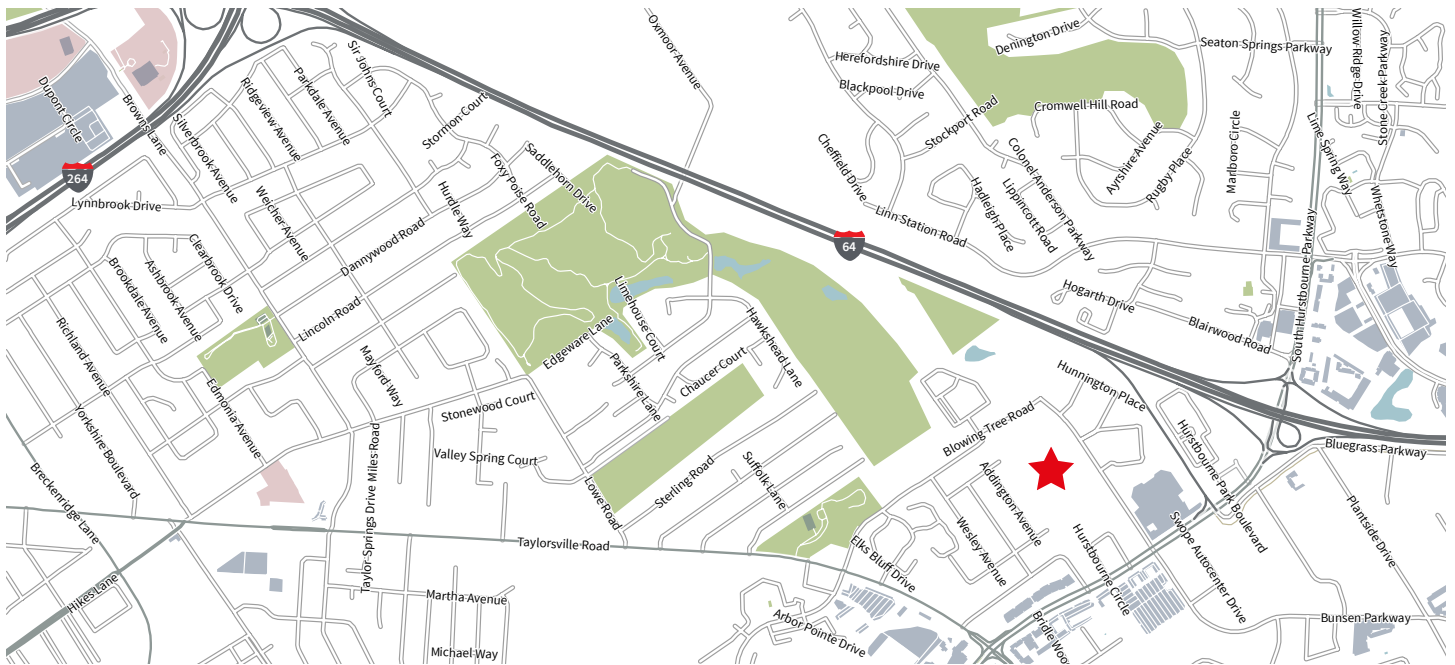 Oxmoor Avenue
Denington Drive
Seaton Springs Parkway
Willow Ridge Drive
Stone Creek Parkway
Sir Johns Court
Herefordshire Drive
Blackpool Drive
Cromwell Hill Road
Dupont Circle
Browns Lane
Ridgeview Avenue
Parkdale Avenue
Stormon Court
Stockport Road
Silverbrook Avenue
Cheffield Drive
Colonel Anderson Parkway
Ayrshire Avenue
Rugby Place
Marlboro Circle
Lime Spring Way
264
Foxy Poise Road
Saddlehorn Drive
Hurdle Way
Lynnbrook Drive
Weicher Avenue
Hadleigh Place
Lippincott Road
Whetstone Way
Linn Station Road
64
Dannywood Road
Clearbrook Drive
Ashbrook Avenue
Brookdale Avenue
Limehouse Court
South Hurstbourne Parkway
Hogarth Drive
Lincoln Road
Blairwood Road
Edgeware Lane
Hawkshead Lane
Richland Avenue
Mayford Way
Parkshire Lane
Chaucer Court
Hunnington Place
Edmonia Avenue
Stonewood Court
Blowing Tree Road
Yorkshire Boulevard
Valley Spring Court
Bluegrass Parkway
Hurstbourne Park Boulevard
Breckenridge Lane
Taylor Springs Drive Miles Road
Lowe Road
Sterling Road
Suffolk Lane
Addington Avenue
Wesley Avenue
Plantside Drive
Taylorsville Road
Elks Bluff Drive
Hurstbourne Circle
Swope Autocenter Drive
Hikes Lane
Martha Avenue
Arbor Pointe Drive
Bunsen Parkway
Michael Way